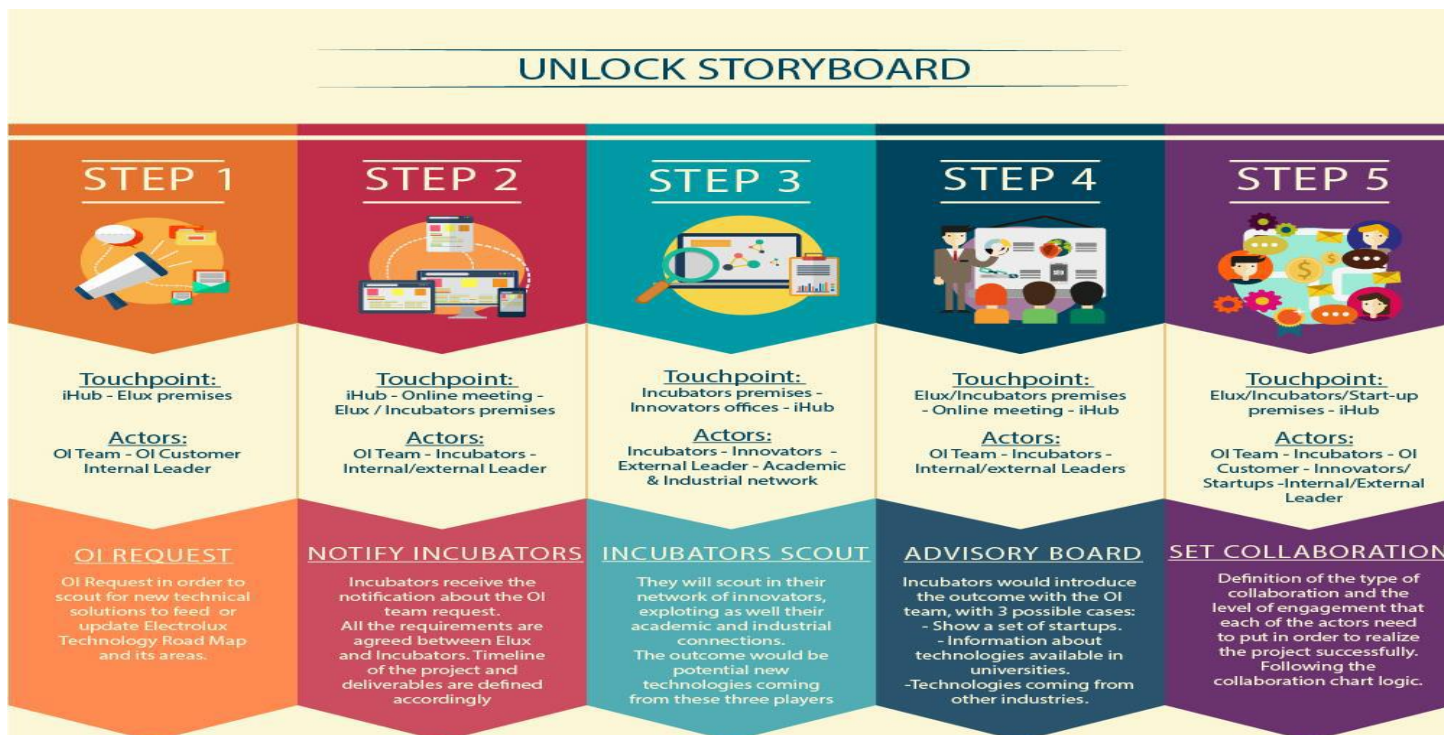 UNLOCK STORYBOARD
STEP 1
Touchpoint:
iHub - Elux premises
Actors:
OI Team - OI Customer
Internal Leader
OI REQUEST
OI Request in order to
scout for new technical
solutions to feed or
update Electrolux
Technology Road Map
and its areas.
STEP 2
Touchpoint:
iHub - Online meeting -
Elux / Incubators premises
Actors:
OI Team - Incubators -
Internal/external Leader
NOTIFY INCUBATORS
Incubators receive the
notification about the OI
team request.
All the requirements are
agreed between Elux
and Incubators. Timeline
of the project and
deliverables are defined
accordingly
STEP 3
Touchpoint:
Incubators premises -
Innovators offices - iHub
Actors:
Incubators - Innovators -
External Leader - Academic
& Industrial network
INCUBATORS SCOUT
They will scout in their
network of innovators,
exploting as well their
academic and industrial
connections.
The outcome would be
potential new
technologies coming
from these three players
STEP 4
Touchpoint:
Elux/Incubators premises
- Online meeting - iHub
Actors:
OI Team - Incubators -
Internal/external Leaders
ADVISORY BOARD
Incubators would introduce
the outcome with the OI
team, with 3 possible cases:
- Show a set of startups.
- Information about
technologies available in
universities.
-Technologies coming from
other industries.
STEP 5
Touchpoint:
Elux/Incubators/Start-up
premises - iHub
Actors:
OI Team - Incubators - OI
Customer - Innovators/
Startups -Internal/External
Leader
SET COLLABORATION
Definition of the type of
collaboration and the
level of engagement that
each of the actors need
to put in order to realize
the project successfully.
Following the
collaboration chart logic.